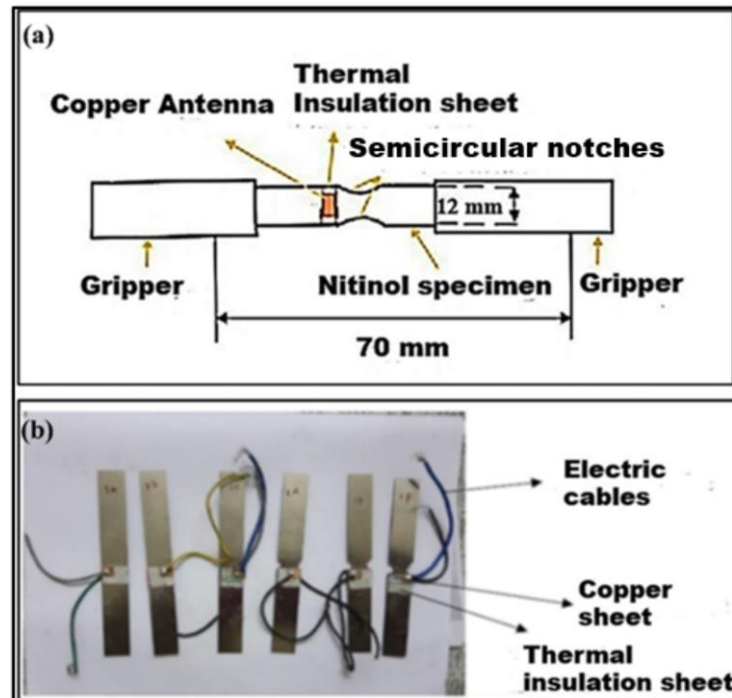 (a)
Thermal
Insulation sheet
Copper Antenna
Semicircular notches
12 mm
Gripper
Nitinol specimen
Gripper
70 mm
(b)
Electric
cables
Copper
sheet
Thermal
insulation sheet